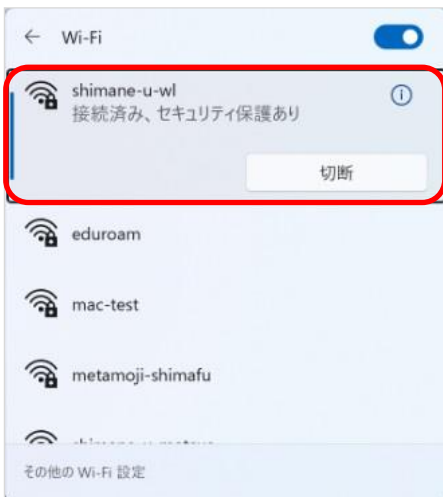 ← Wi-Fi
shimane-u-wl
接続済み、セキュリティ保護あり
切断
eduroam
mac-test
metamoji-shimafu
その他の Wi-Fi 設定